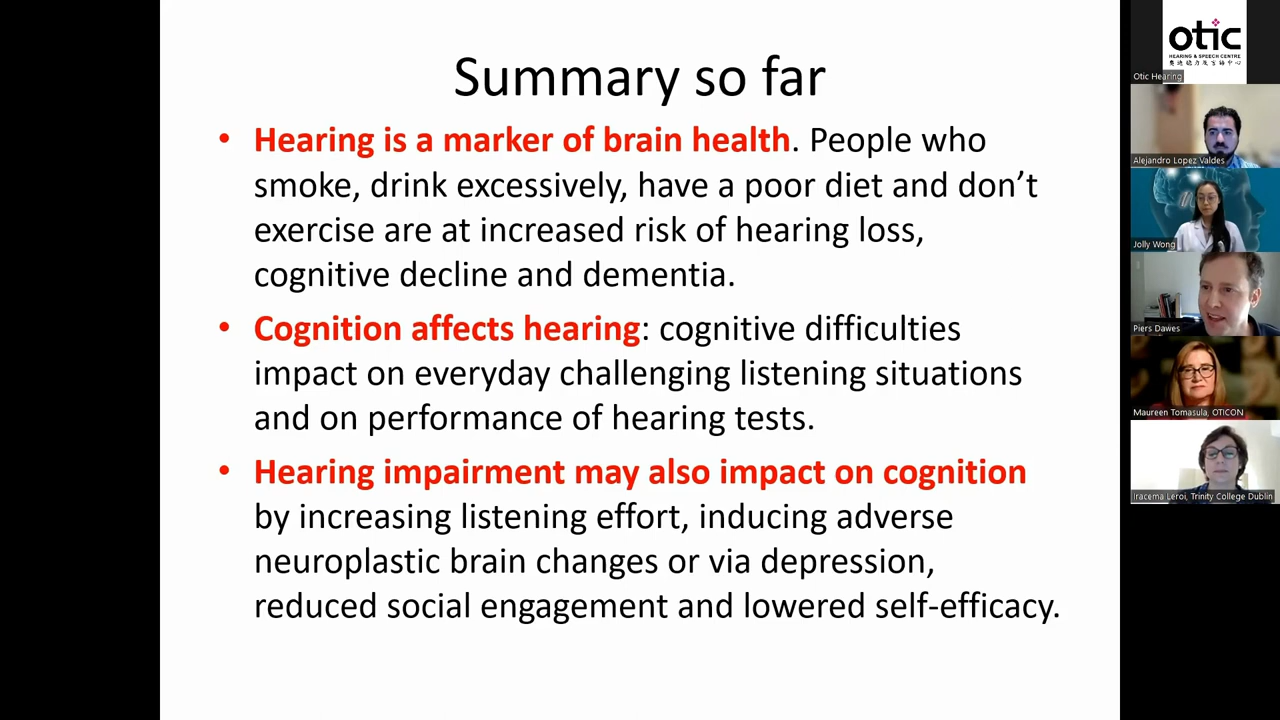 Summary so far
• Hearing is a marker of brain health. People who
smoke, drink excessively, have a poor diet and don’t
exercise are at increased risk of hearing loss,
cognitive decline and dementia.
• Cognition affects hearing: cognitive difficulties
impact on everyday challenging listening situations
and on performance of hearing tests.
• Hearing impairment may also impact on cognition
by increasing listening effort, inducing adverse
neuroplastic brain changes or via depression,
reduced social engagement and lowered self-efficacy.
otic
HEARING & SPEECH CENTRE
Otic Hearing
Alejandro Lopez Valdes
Jolly Wong
Piers Dawes
Maureen Tomasula, OTICON
Iracema Leroi, Trinity College Dublin